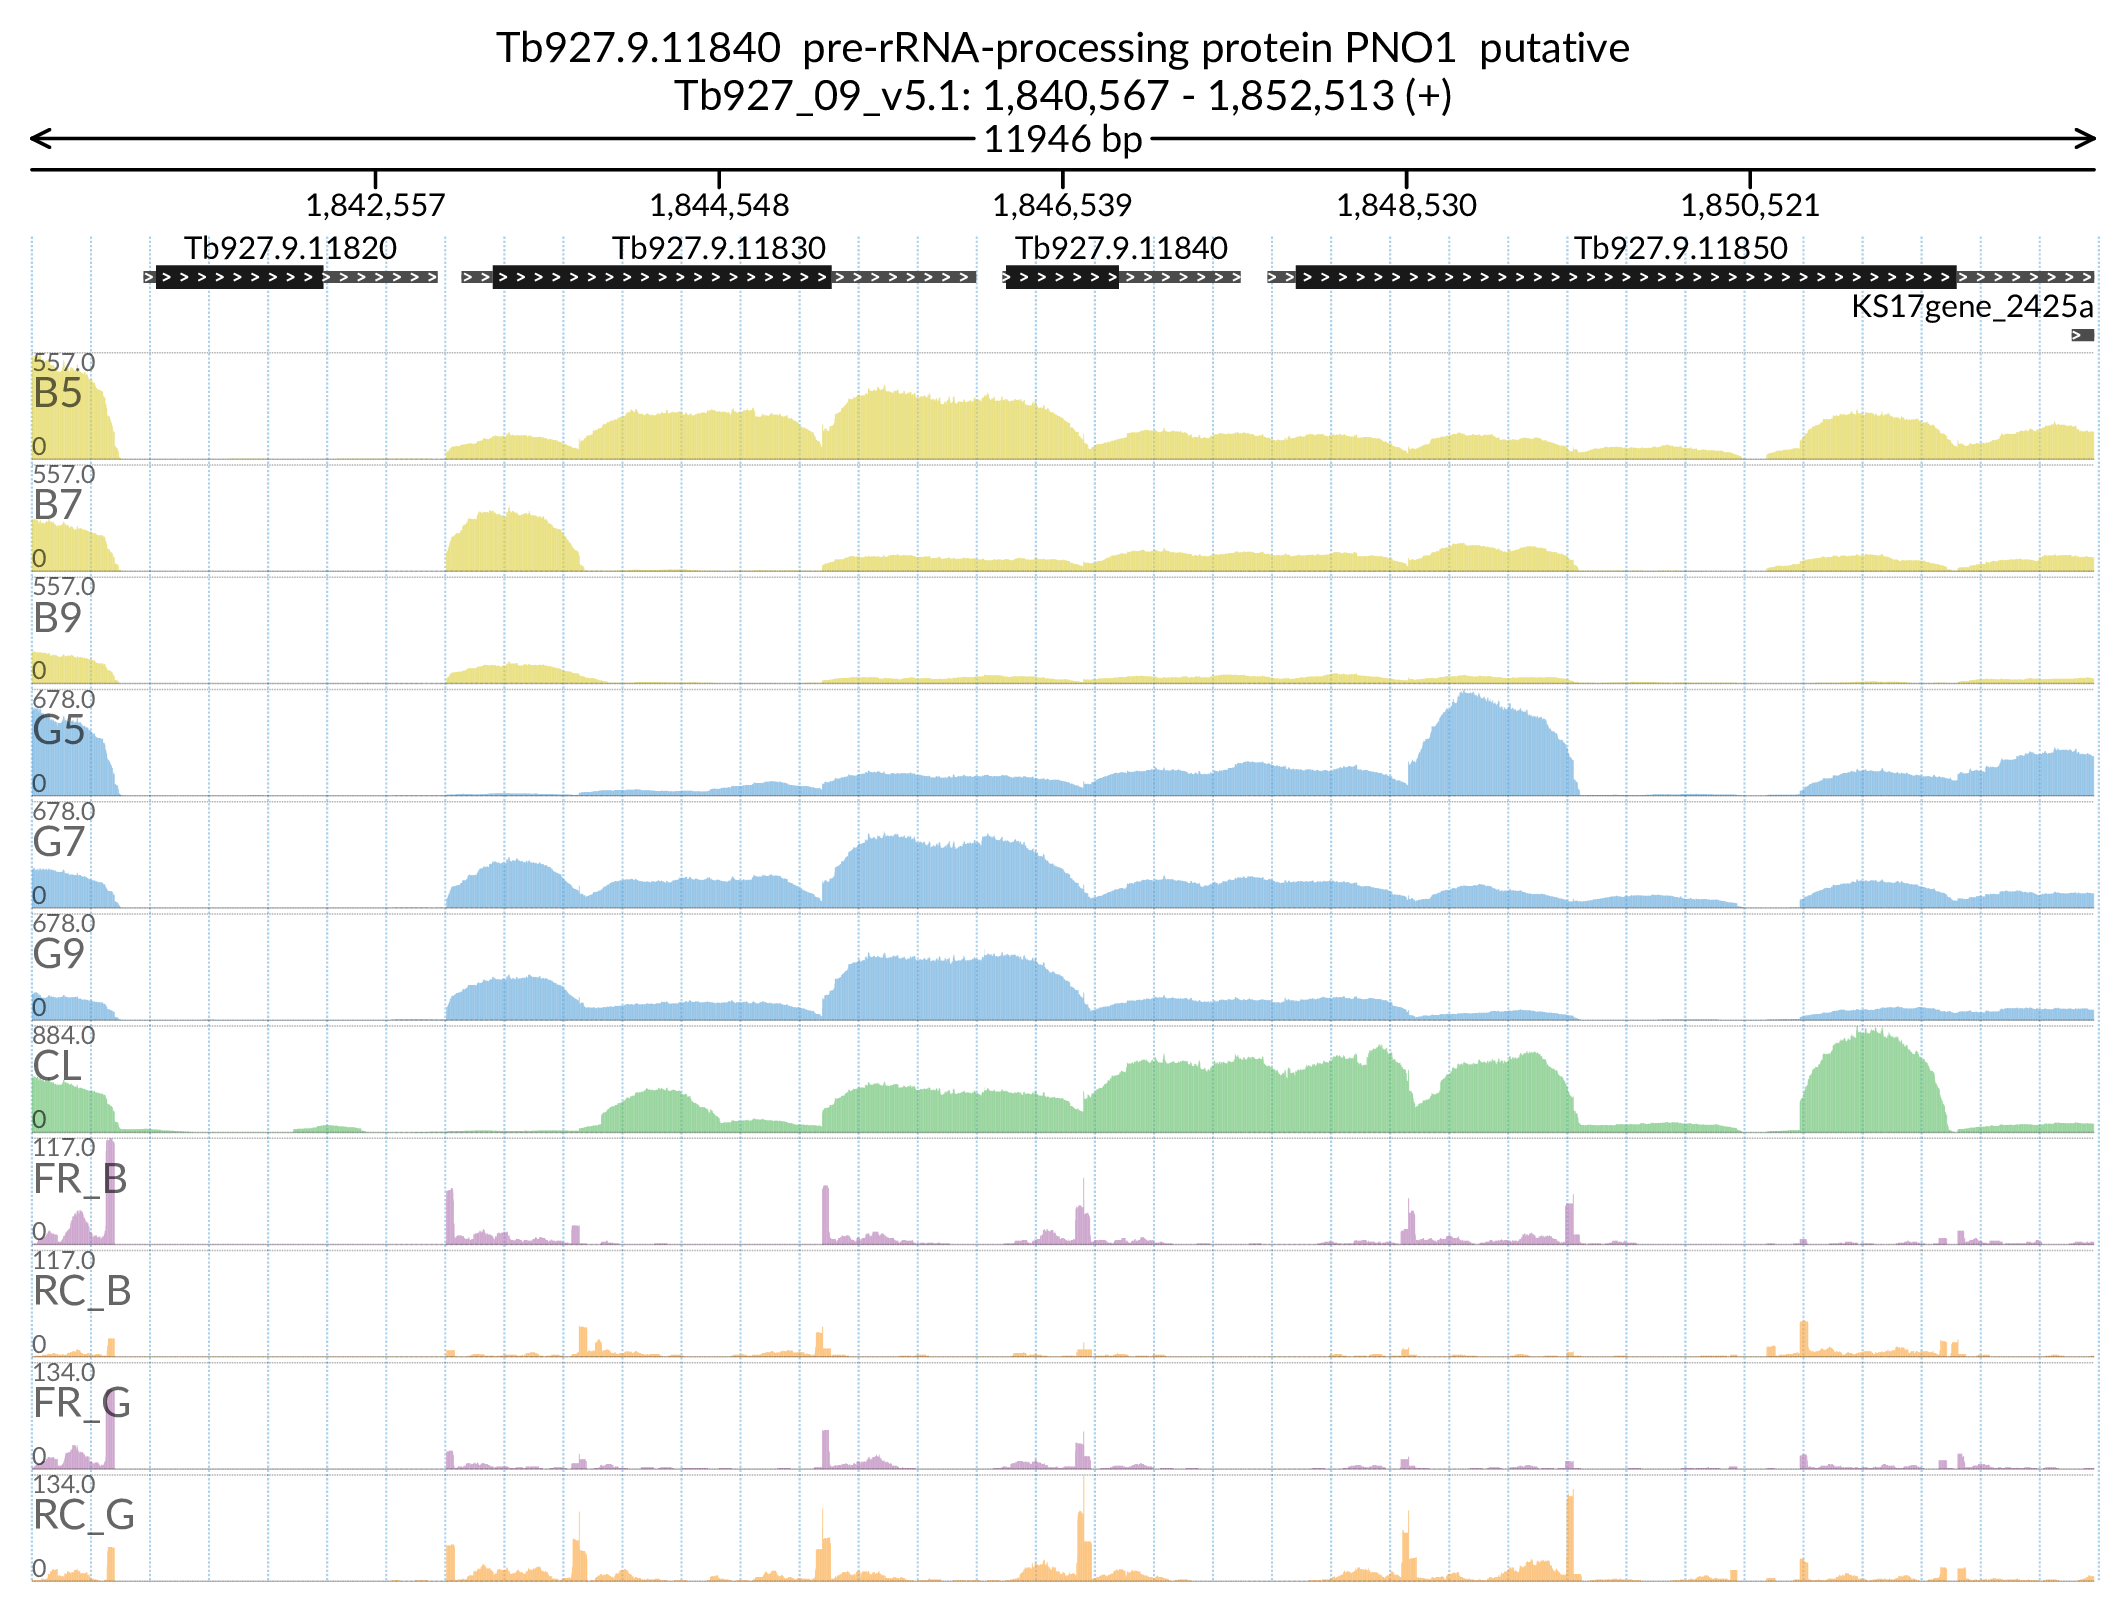 Tb927.9.11840  pre-rRNA-processing protein PNO1  putative
Tb927_09_v5.1: 1,840,567 - 1,852,513 (+)
11946 bp
1,842,557 1,844,548 1,846,539 1,848,530 1,850,521
Tb927.9.11820 Tb927.9.11830 Tb927.9.11840 Tb927.9.11850
KS17gene_2425a
557.0
B5
0
557.0
B7
0
557.0
B9
0
678.0
G5
0
678.0
G7
0
678.0
G9
0
884.0
CL
0
117.0
FR_B
0
117.0
RC_B
0
134.0
FR_G
0
134.0
RC_G
0